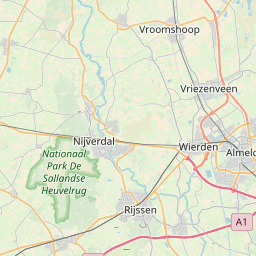 Vroomshoop
Vriezenveen
Nijverdal
Wierden
Almelo
Nationaal
Park De
Sallandse
Heuvelrug
Rijssen
A1